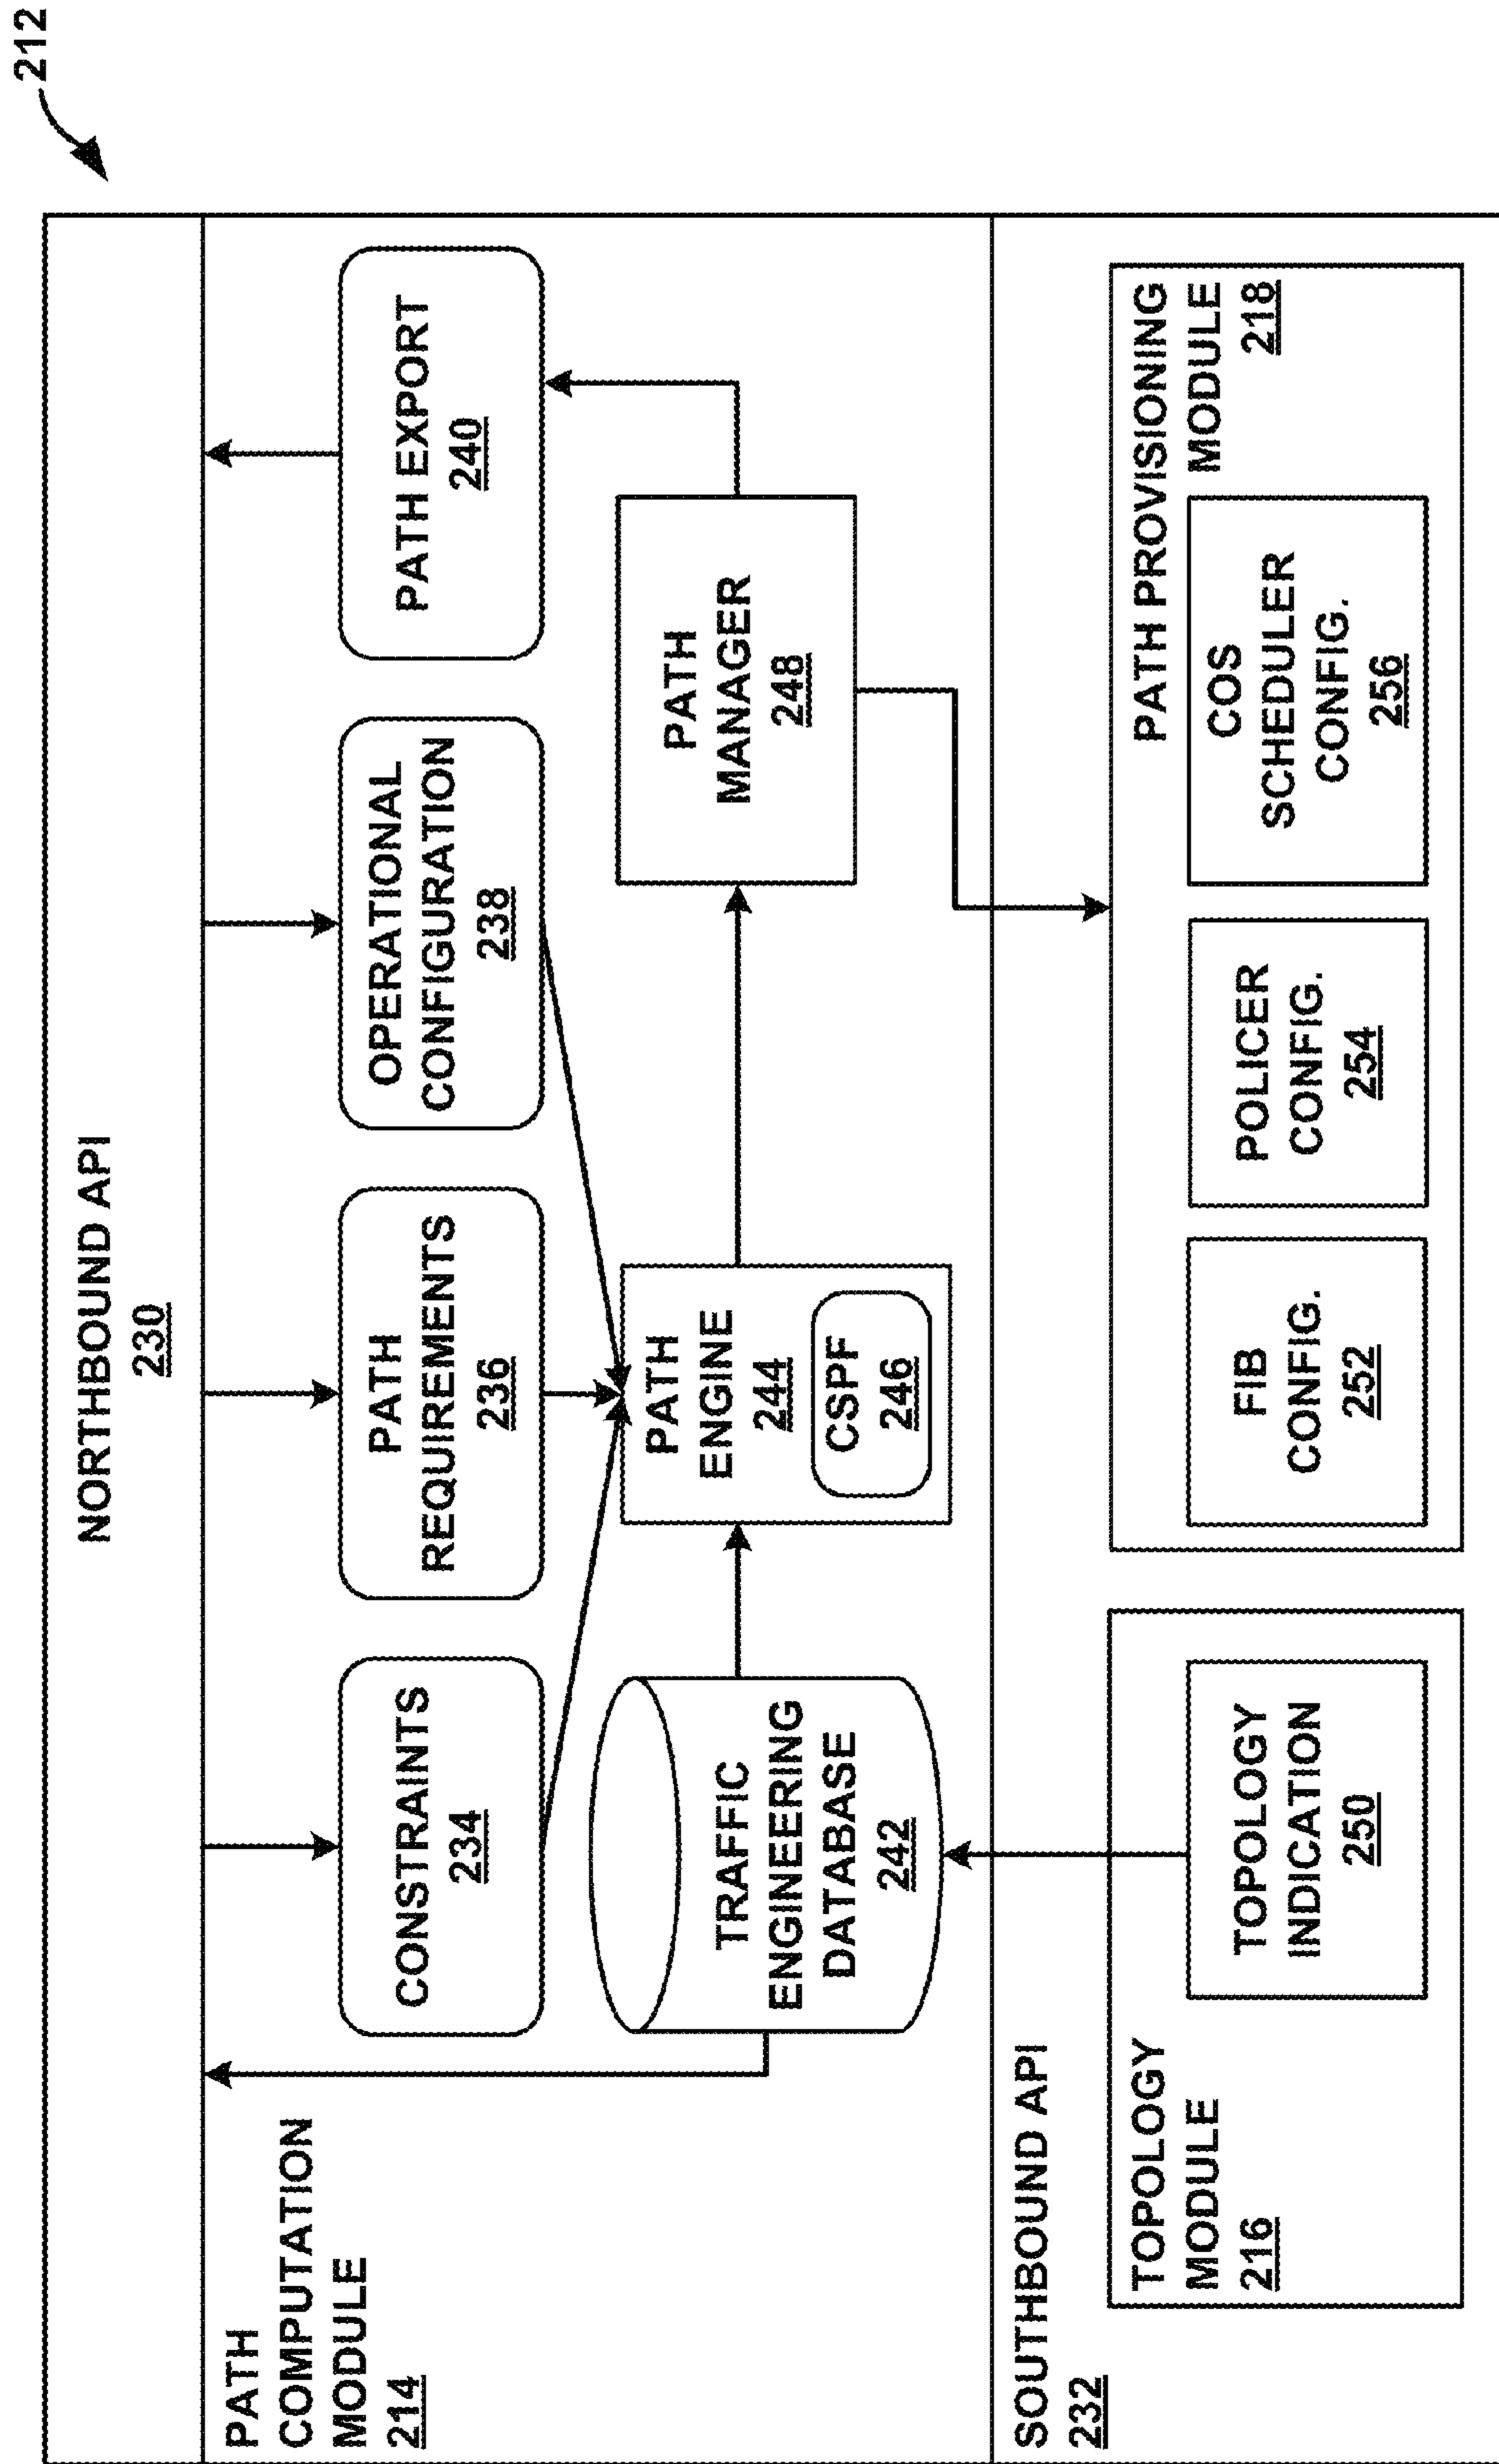 212
NORTHBOUND API
230
PATH
COMPUTATION
MODULE
214
CONSTRAINTS
234
PATH
REQUIREMENTS
236
OPERATIONAL
CONFIGURATION
238
PATH EXPORT
240
TRAFFIC
ENGINEERING
DATABASE
242
PATH
ENGINE
244
CSPF
246
PATH
MANAGER
248
SOUTHBOUND API
232
TOPOLOGY
MODULE
216
TOPOLOGY
INDICATION
250
PATH PROVISIONING
MODULE
218
FIB
CONFIG.
252
POLICER
CONFIG.
254
COS
SCHEDULER
CONFIG.
256